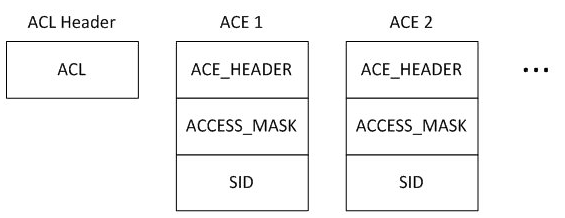 ACL Header
ACE 1
ACE 2
ACL
ACE_HEADER
ACE_HEADER
...
ACCESS_MASK
ACCESS_MASK
SID
SID